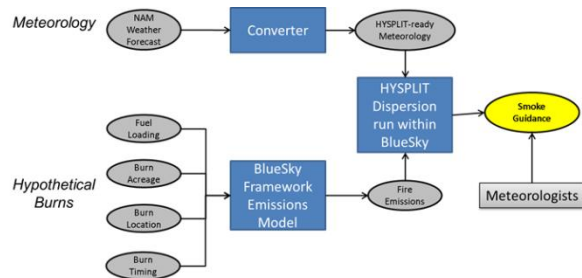 Meteorology
NAM
Weather
Forecast
Converter
HYSPLIT-ready
Meteorology
HYSPLIT
Dispersion
run within
BlueSky
Smoke
Guidance
Meteorologists
Hypothetical
Burns
Fuel
Loading
Burn
Acreage
Burn
Location
Burn
Timing
BlueSky
Framework
Emissions
Model
Fire
Emissions